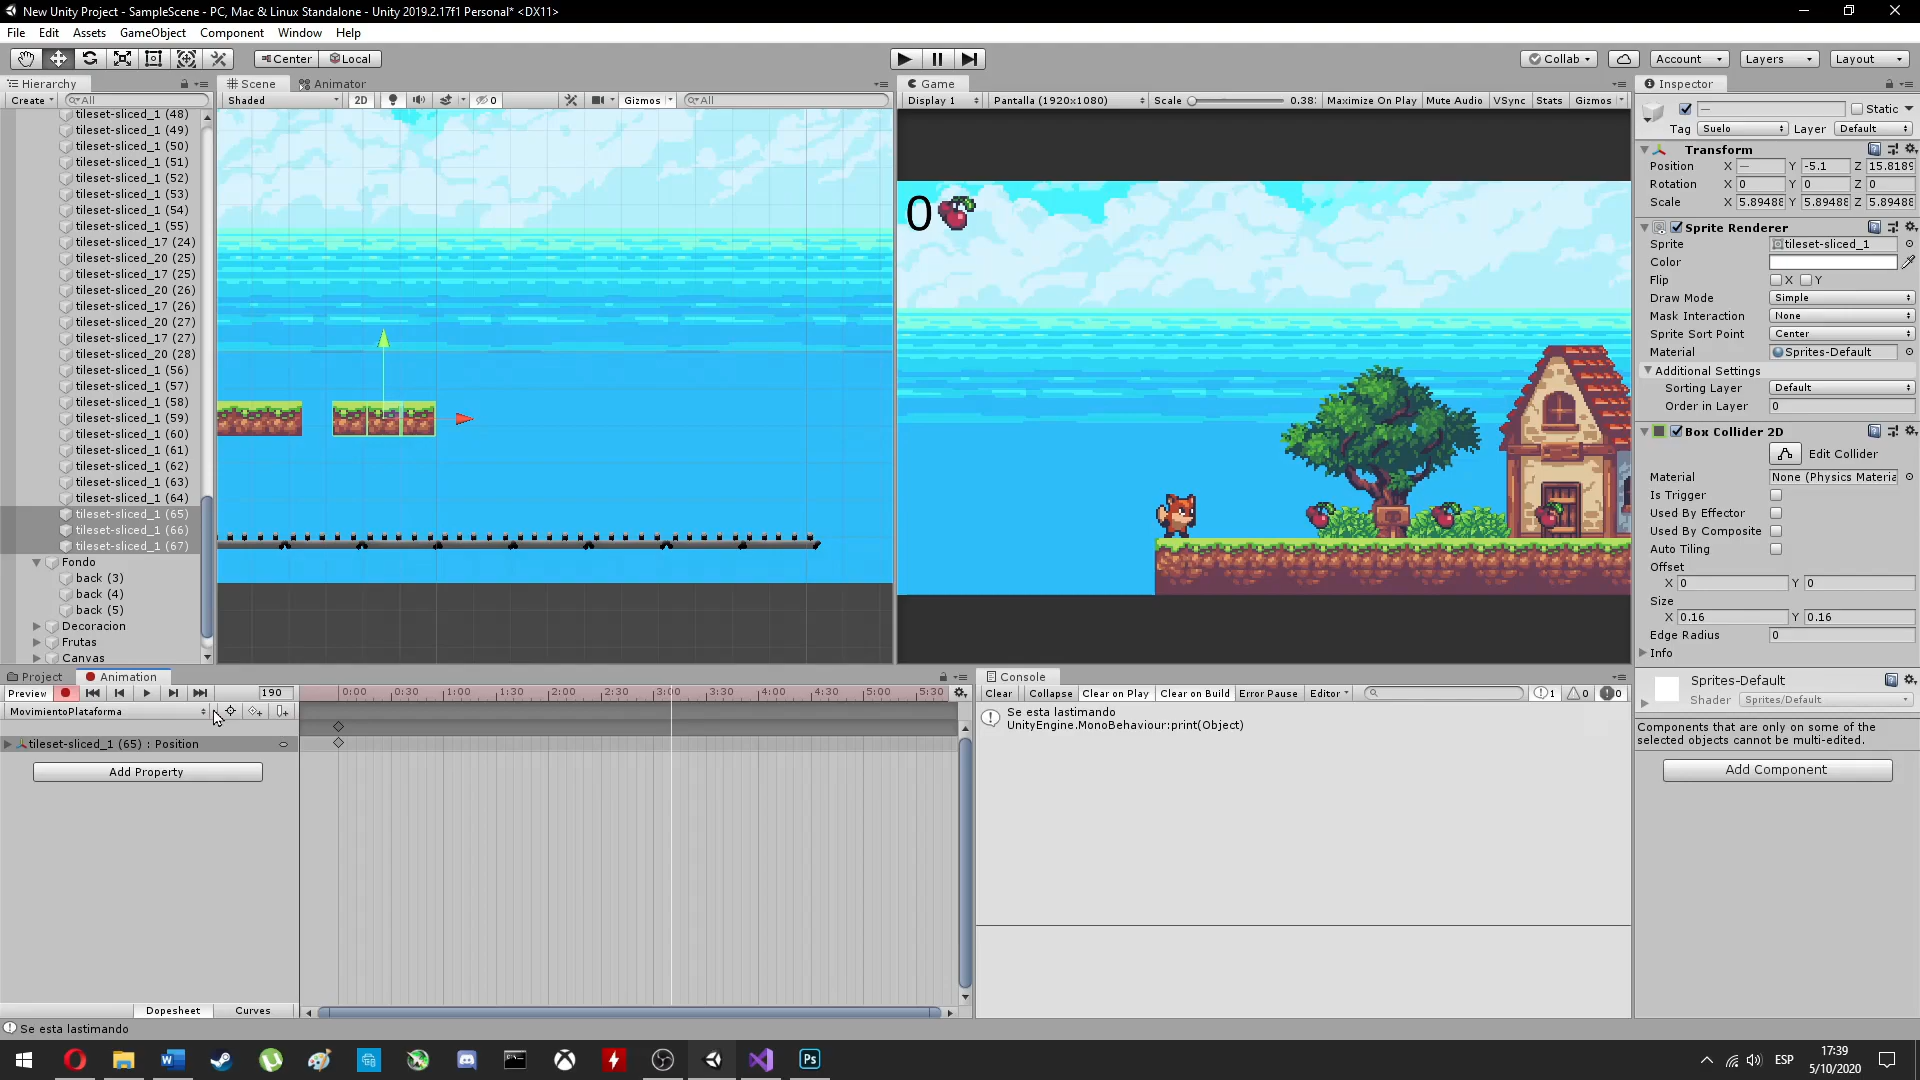 New Unity Project - SampleScene - PC, Mac & Linux Standalone - Unity 2019.2.17f1 Personal* <DX11>
File Edit Assets GameObject Component Window Help
Center Local Collab Account Layers Layout
Hierarchy Scene Animator Game Inspector
Create All Shaded 2D 0 Gizmos All Display 1 Pantalla (1920x1080) Scale 0.38 Maximize On Play Mute Audio VSync Stats Gizmos
tileset-sliced_1 (48)
tileset-sliced_1 (49)
tileset-sliced_1 (50)
tileset-sliced_1 (51)
tileset-sliced_1 (52)
tileset-sliced_1 (53)
tileset-sliced_1 (54)
tileset-sliced_1 (55)
tileset-sliced_17 (24)
tileset-sliced_20 (25)
tileset-sliced_17 (25)
tileset-sliced_20 (26)
tileset-sliced_17 (26)
tileset-sliced_20 (27)
tileset-sliced_17 (27)
tileset-sliced_20 (28)
tileset-sliced_1 (56)
tileset-sliced_1 (57)
tileset-sliced_1 (58)
tileset-sliced_1 (59)
tileset-sliced_1 (60)
tileset-sliced_1 (61)
tileset-sliced_1 (62)
tileset-sliced_1 (63)
tileset-sliced_1 (64)
tileset-sliced_1 (65)
tileset-sliced_1 (66)
tileset-sliced_1 (67)
Fondo
back (3)
back (4)
back (5)
Decoracion
Frutas
Canvas
0
Static
Tag Suelo Layer Default
Transform
Position X — Y -5.1 Z 15.8189
Rotation X 0 Y 0 Z 0
Scale X 5.89488 Y 5.89488 Z 5.89488
Sprite Renderer
Sprite tileset-sliced_1
Color
Flip X Y
Draw Mode Simple
Mask Interaction None
Sprite Sort Point Center
Material Sprites-Default
Additional Settings
Sorting Layer Default
Order in Layer 0
Box Collider 2D
Edit Collider
Material None (Physics Materia
Is Trigger
Used By Effector
Used By Composite
Auto Tiling
Offset
X 0 Y 0
Size
X 0.16 Y 0.16
Edge Radius 0
Info
Sprites-Default
Shader Sprites/Default
Components that are only on some of the
selected objects cannot be multi-edited.
Add Component
Project Animation
Preview 190 0:00 0:30 1:00 1:30 2:00 2:30 3:00 3:30 4:00 4:30 5:00 5:30
MovimientoPlataforma
tileset-sliced_1 (65) : Position
Add Property
Dopesheet Curves
Console
Clear Collapse Clear on Play Clear on Build Error Pause Editor 1 0 0
Se esta lastimando
UnityEngine.MonoBehaviour:print(Object)
Se esta lastimando
Ps
ESP
17:39
5/10/2020